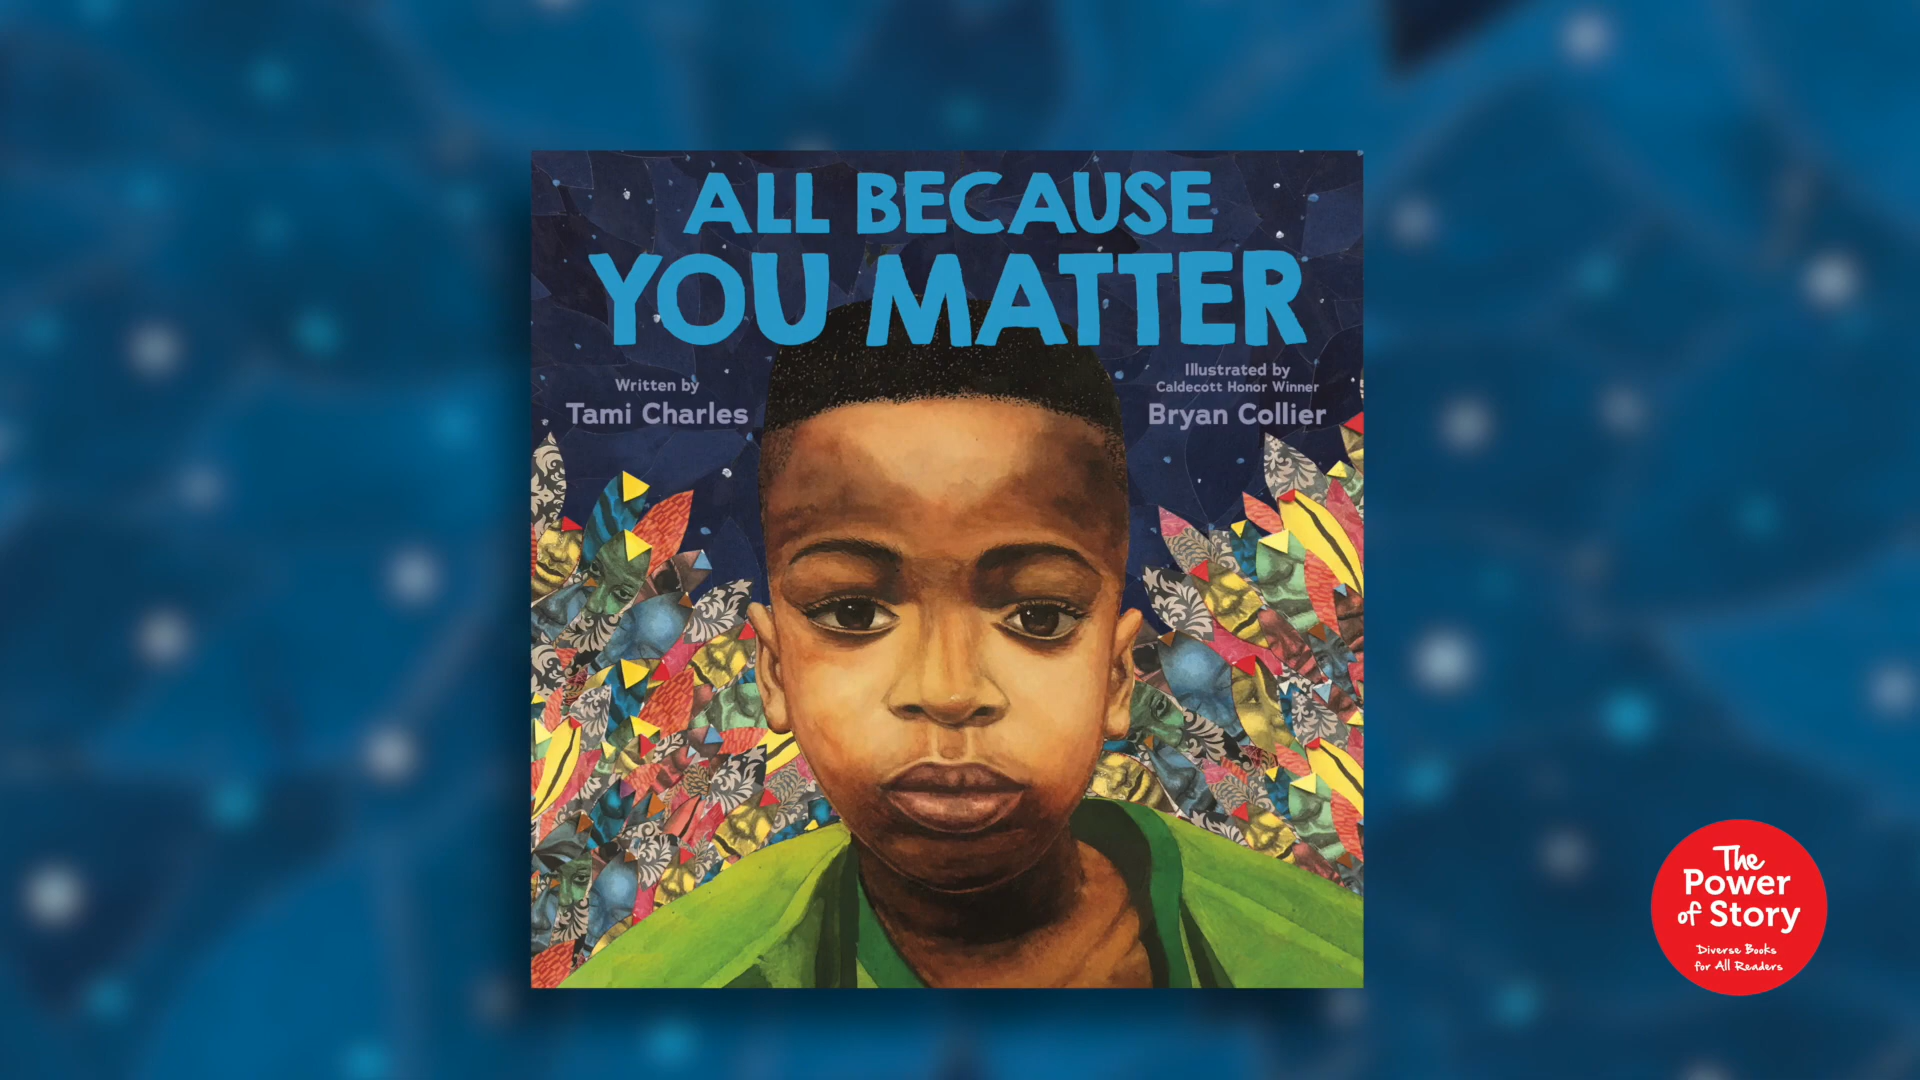 ALL BECAUSE
YOU MATTER
Written by
Tami Charles
Illustrated by
Caldecott Honor Winner
Bryan Collier
The
Power
of Story
Diverse Books
for All Readers